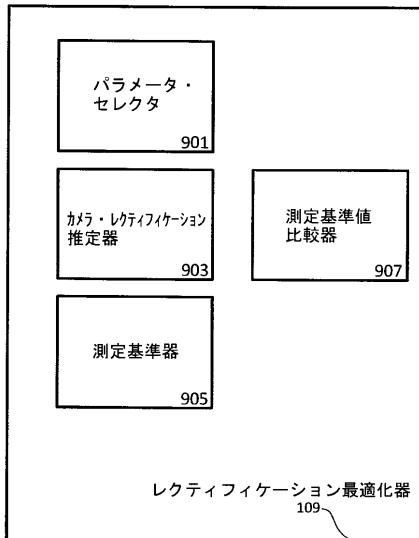 パラメータ・
セレクタ
901
カメラ・レクティフィケーション
推定器
903
測定基準値
比較器
907
測定基準器
905
レクティフィケーション最適化器
109